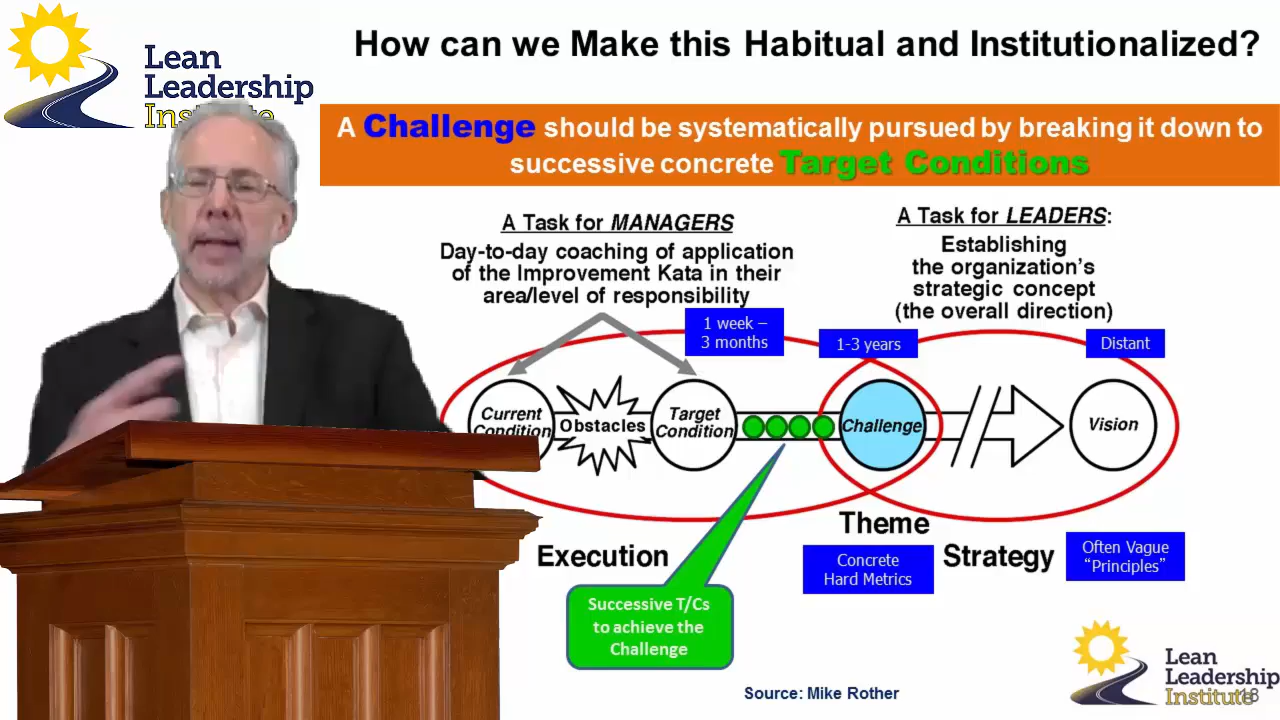 Lean
Leadership
Institute
How can we Make this Habitual and Institutionalized?
A Challenge should be systematically pursued by breaking it down to
successive concrete Target Conditions
A Task for MANAGERS
Day-to-day coaching of application
of the Improvement Kata in their
area/level of responsibility
A Task for LEADERS:
Establishing
the organization's
strategic concept
(the overall direction)
1 week –
3 months
1-3 years
Distant
Current
Condition
Obstacles
Target
Condition
Challenge
Vision
Theme
Execution
Concrete
Hard Metrics
Strategy
Often Vague
“Principles”
Successive T/Cs
to achieve the
Challenge
Source: Mike Rother
Lean
Leadership
Institute
18